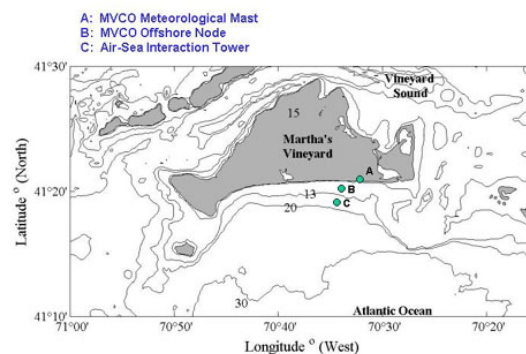 A: MVCO Meteorological Mast
B: MVCO Offshore Node
C: Air-Sea Interaction Tower
41°30'
Vineyard
Sound
15
Martha's
Vineyard
A
41°20'
13
B
20
C
30
Atlantic Ocean
41°10'
71°00'
70°50'
70°40'
70°30'
70°20'
Latitude ° (North)
Longitude ° (West)